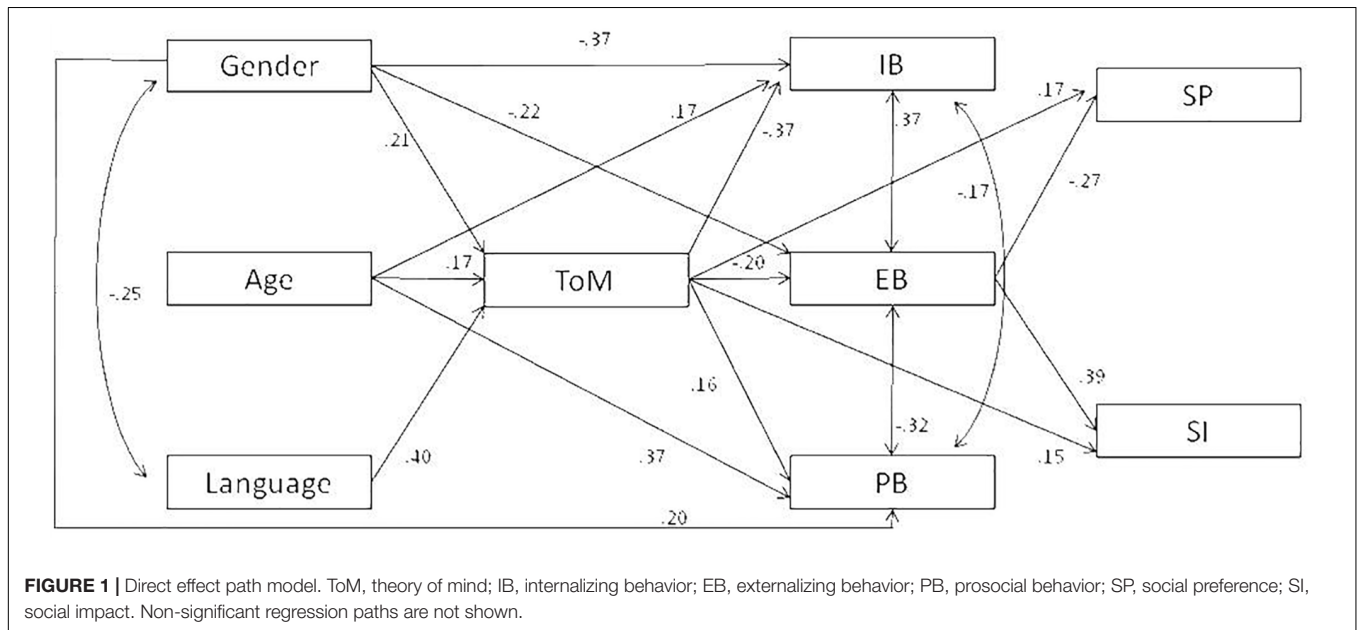 -.37
Gender
IB
SP
.17
-.22
.17
.37
-.37
.21
-.17
-.27
Age
.17
ToM
-.20
EB
-.25
.16
.39
-.32
SI
.40
.37
.15
Language
PB
.20
FIGURE 1 | Direct effect path model. ToM, theory of mind; IB, internalizing behavior; EB, externalizing behavior; PB, prosocial behavior; SP, social preference; SI,
social impact. Non-significant regression paths are not shown.